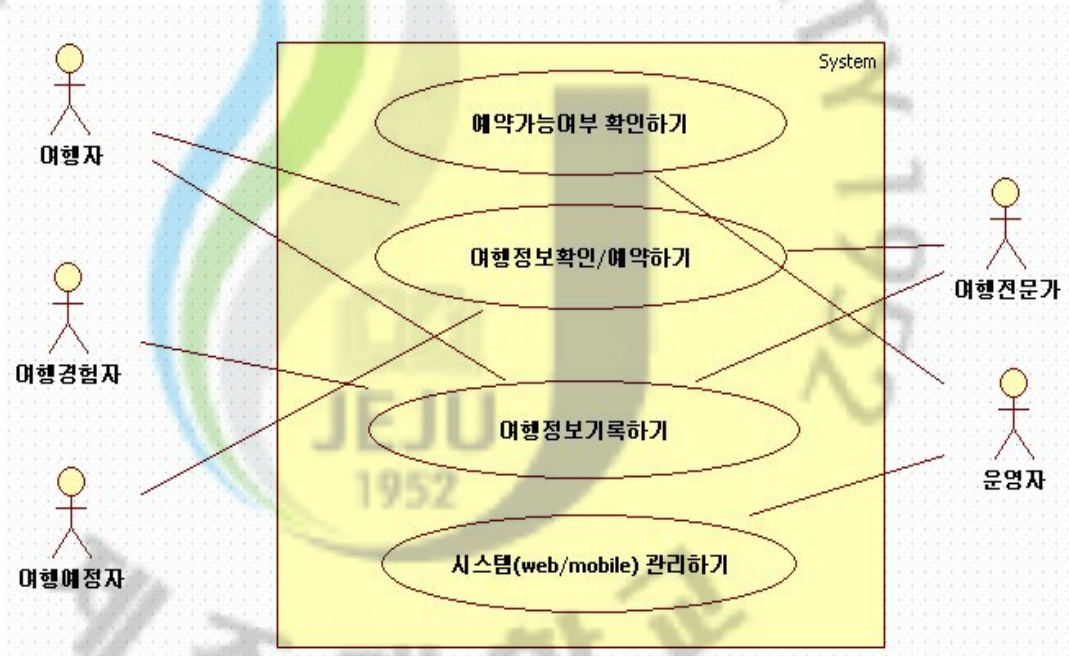 System
예약가능여부 확인하기
여행자
여행정보확인/예약하기
여행전문가
여행경험자
여행정보기록하기
운영자
여행예정자
시스템(web/mobile) 관리하기
JEJU
1952
1952